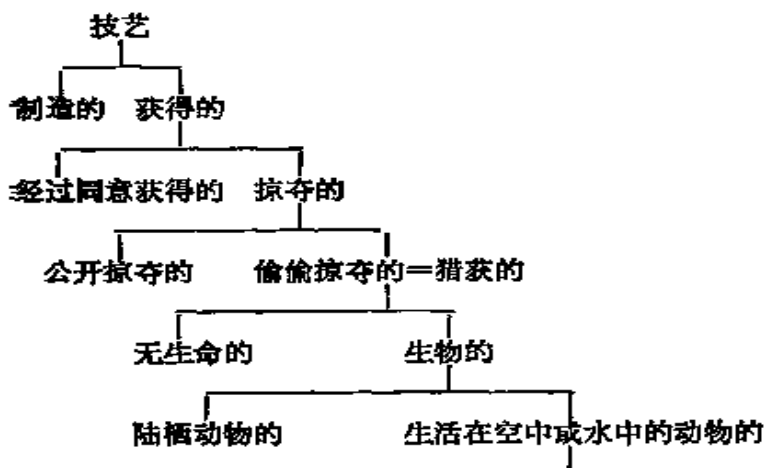 技艺
制造的 获得的
经过同意获得的 掠夺的
公开掠夺的 偷偷掠夺的=猎获的
无生命的 生物的
陆栖动物的 生活在空中或水中的动物的